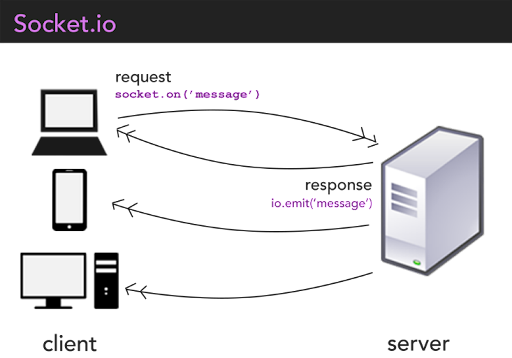 Socket.io
request
socket.on('message')
response
io.emit('message')
client
server